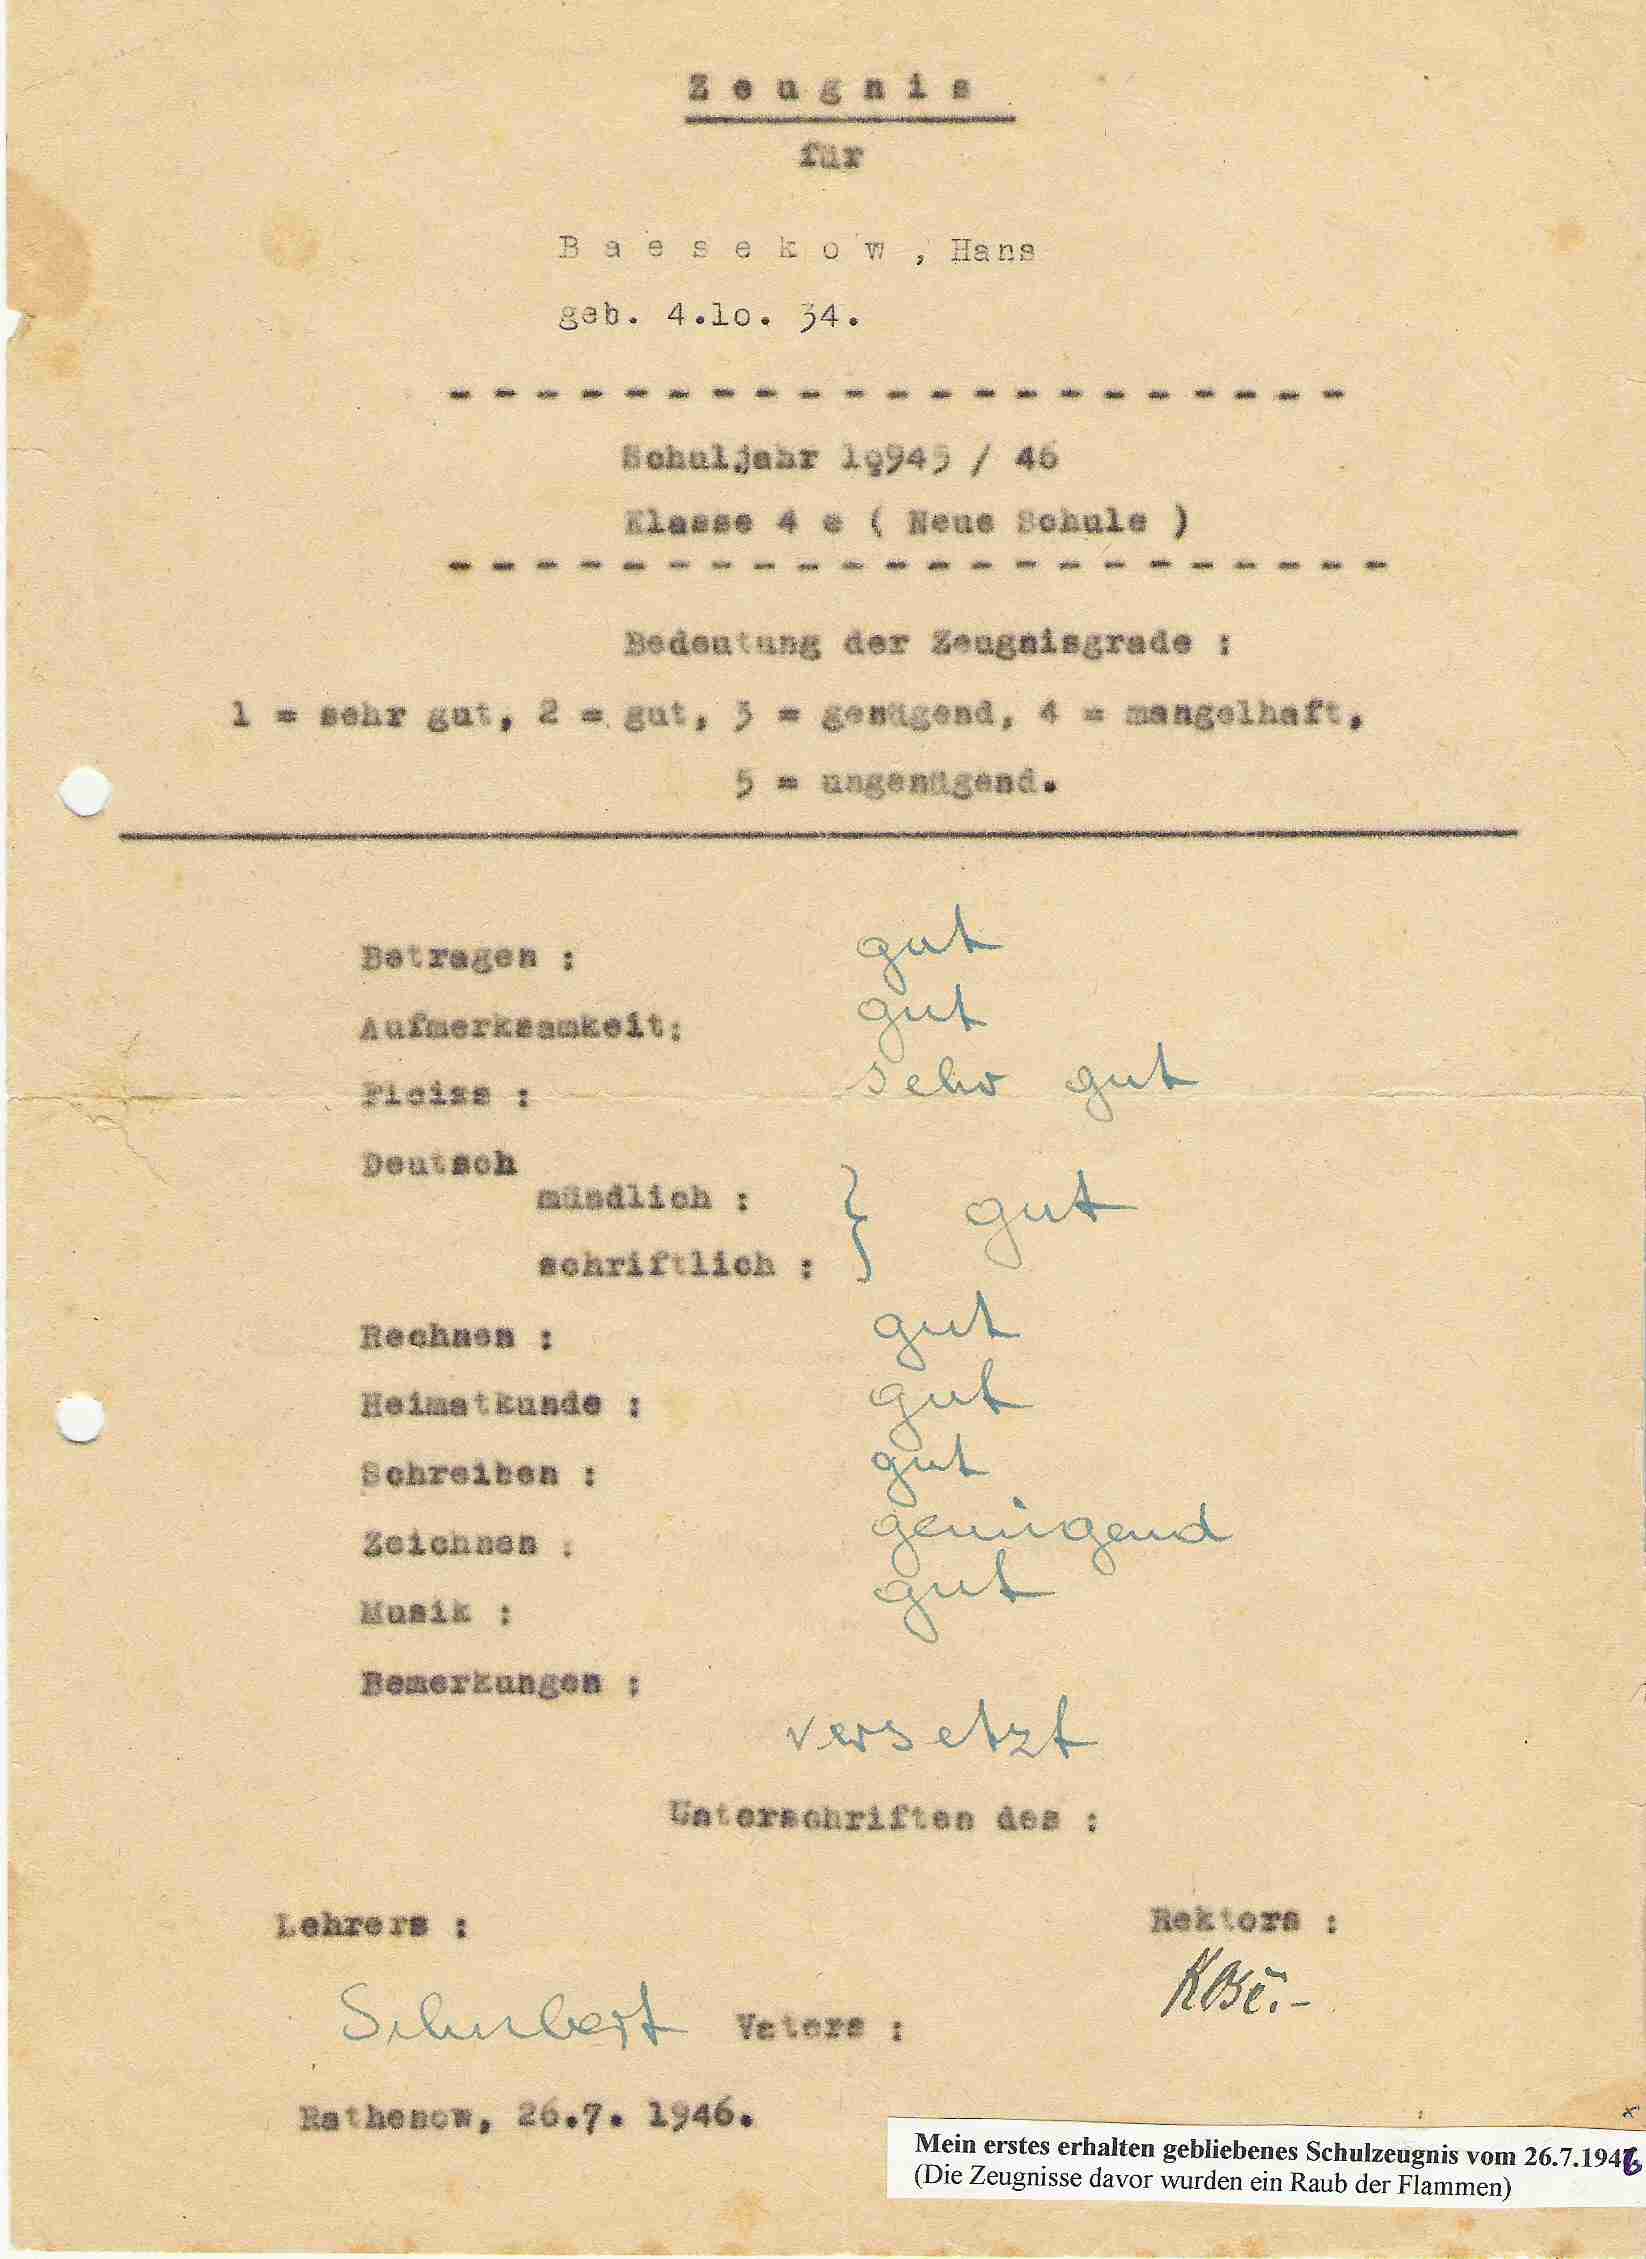 Zeugnis
für
Baesekow, Hans
geb. 4.lo. 34.
Schuljahr 19945 / 46
Klasse 4 e ( Neue Schule )
Bedeutung der Zeugnisgrade :
1 = sehr gut, 2 = gut, 3 = genügend, 4 = mangelhaft,
5 = ungenügend.
Betragen : gut
Aufmerksamkeit: gut
Fleiss : sehr gut
Deutsch
mündlich : } gut
schriftlich :
Rechnen : gut
Heimatkunde : gut
Schreiben : gut
Zeichnen : genügend
Musik : gut
Bemerkungen :
versetzt
Unterschriften des :
Lehrers : Rektors :
Schubert Vaters :
Rathenow, 26.7. 1946.
Mein erstes erhalten gebliebenes Schulzeugnis vom 26.7.1946
(Die Zeugnisse davor wurden ein Raub der Flammen)